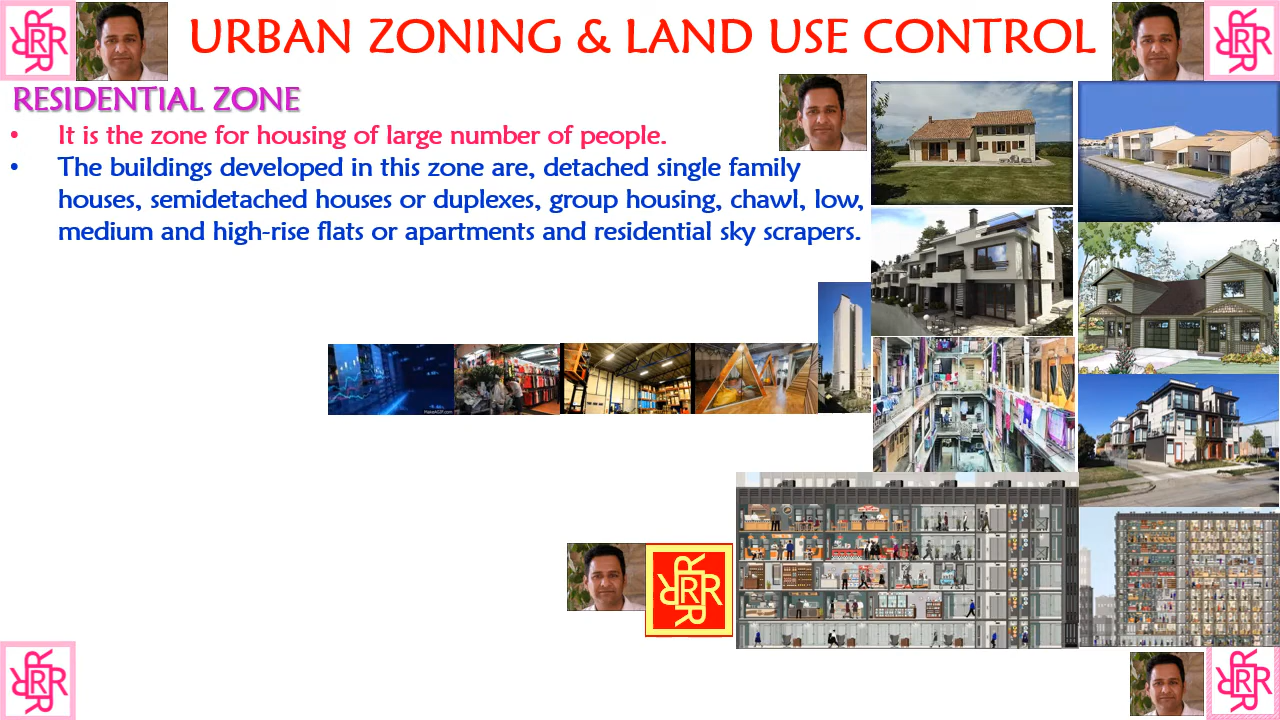 URBAN ZONING & LAND USE CONTROL
RESIDENTIAL ZONE
• It is the zone for housing of large number of people.
• The buildings developed in this zone are, detached single family
houses, semidetached houses or duplexes, group housing, chawl, low,
medium and high-rise flats or apartments and residential sky scrapers.
MakeAGIF.com